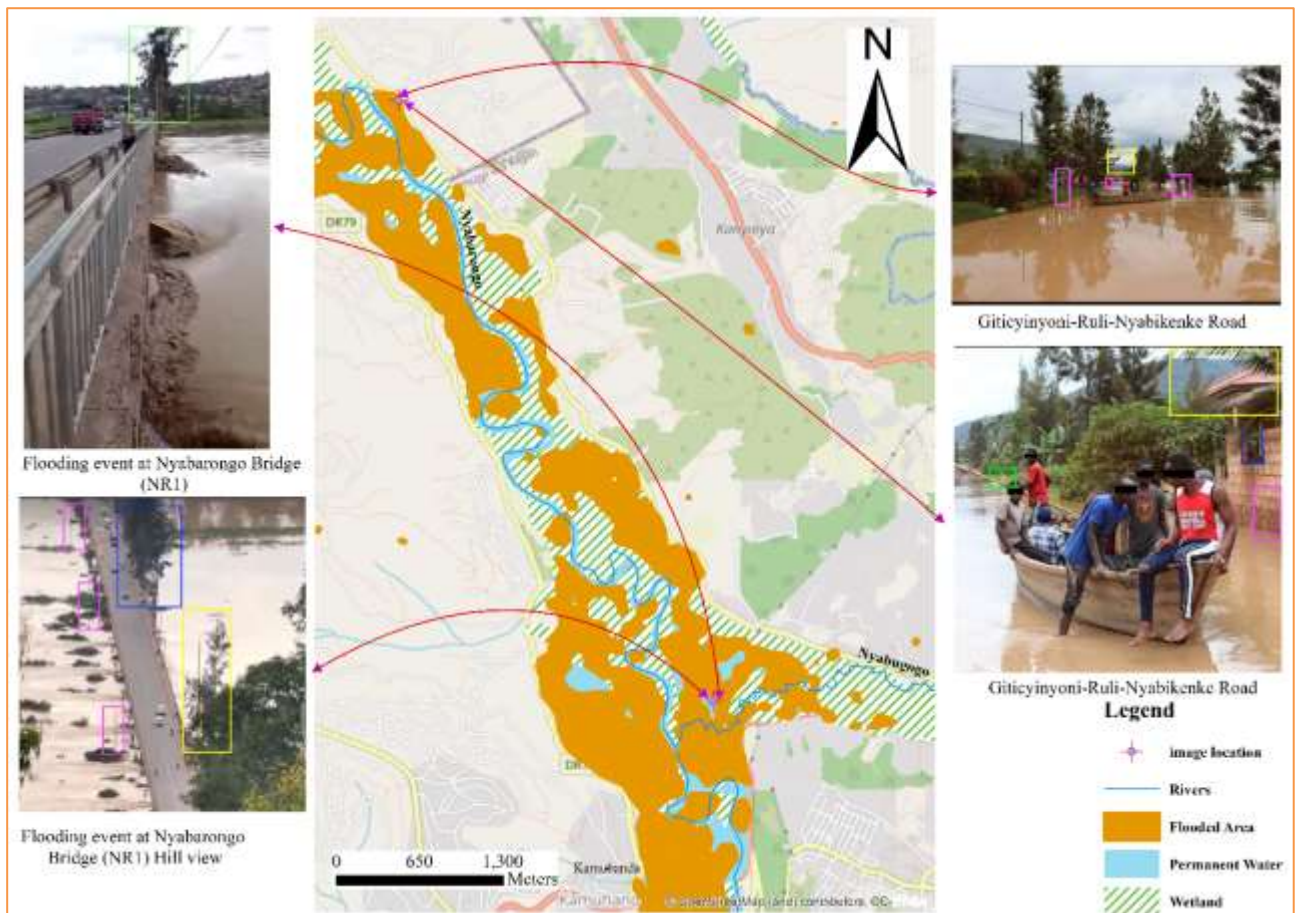 Flooding event at Nyabarongo Bridge
(NR1)
Flooding event at Nyabarongo
Bridge (NR1) Hill view
N
DR79
Nyabarongo
Kanyinya
Nyabugogo
0 650 1,300
Meters
Kamuhanda
Giticyinyoni-Ruli-Nyabikenke Road
Giticyinyoni-Ruli-Nyabikenke Road
Legend
image location
Rivers
Flooded Area
Permanent Water
Wetland